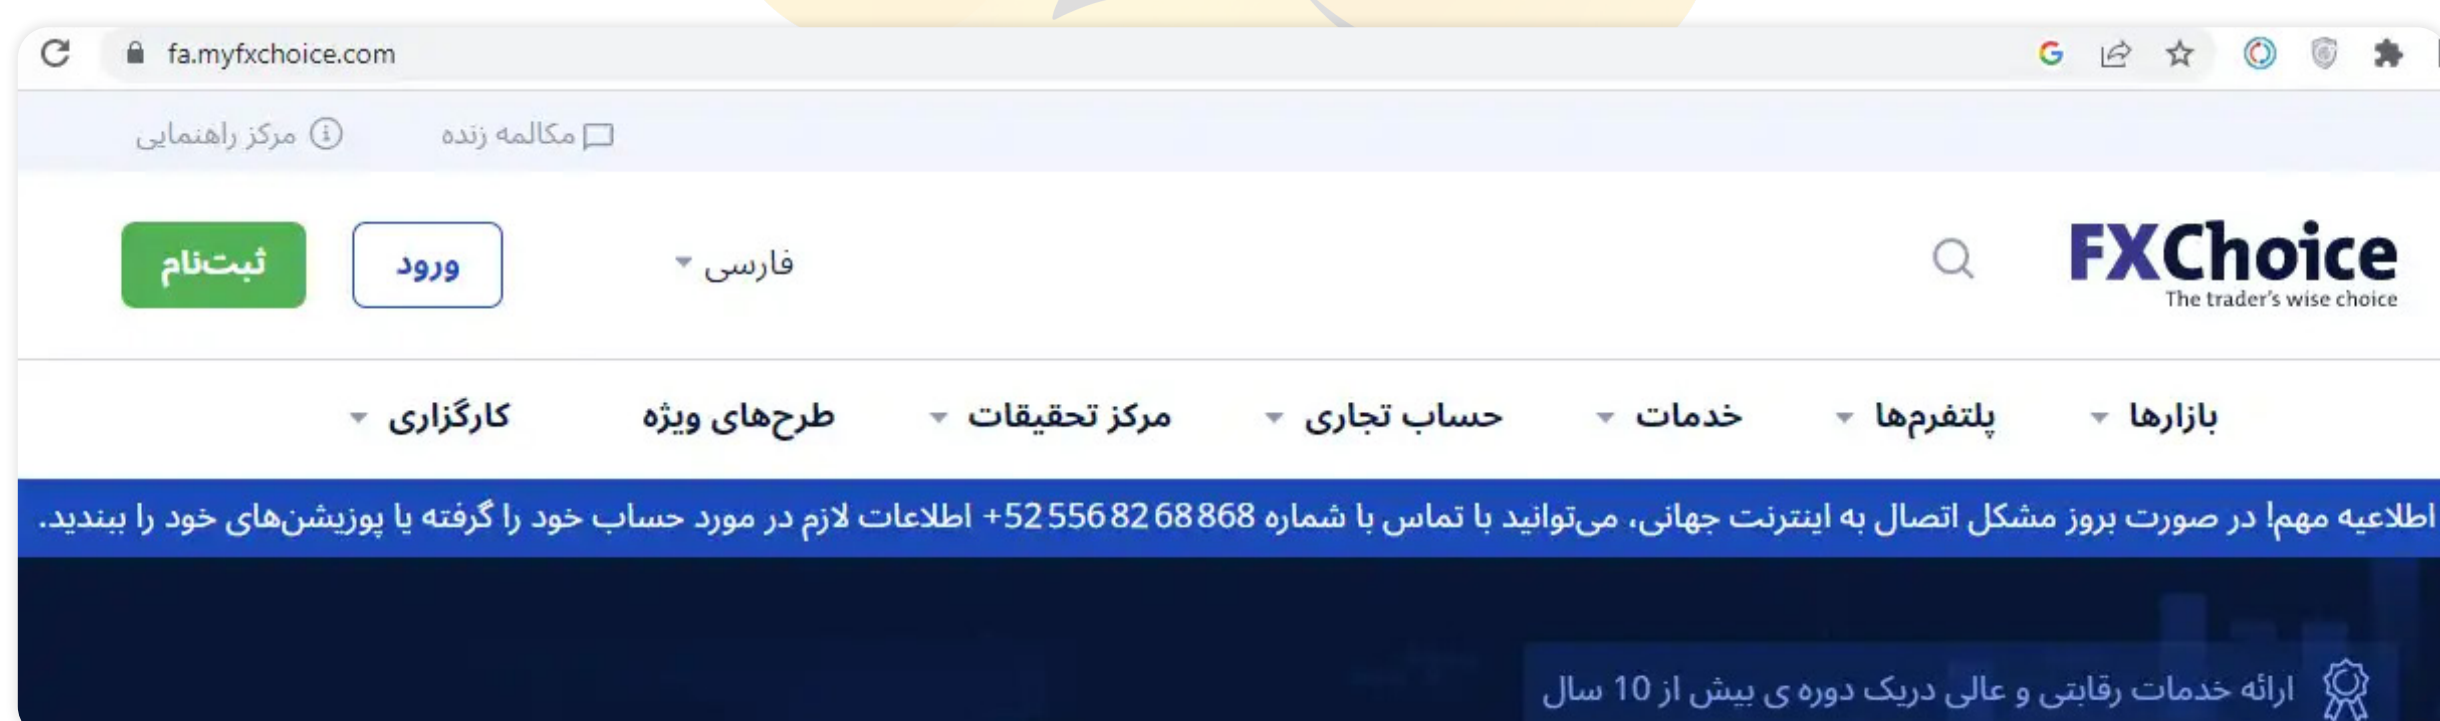 fa.myfxchoice.com
مکالمه زنده
مرکز راهنمایی
FXChoice
The trader's wise choice
فارسی
ورود
ثبت‌نام
بازارها پلتفرم‌ها خدمات حساب تجاری مرکز تحقیقات طرح‌های ویژه کارگزاری
اطلاعیه مهم! در صورت بروز مشکل اتصال به اینترنت جهانی، می‌توانید با تماس با شماره 868 68 82 556 52+ اطلاعات لازم در مورد حساب خود را گرفته یا پوزیشن‌های خود را ببندید.
ارائه خدمات رقابتی و عالی دریک دوره ی بیش از 10 سال